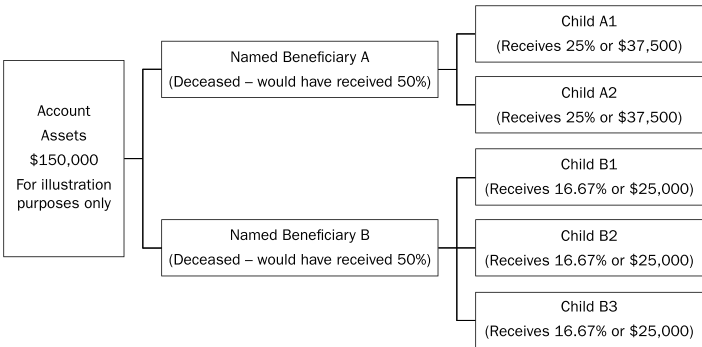 Account
Assets
$150,000
For illustration
purposes only
Named Beneficiary A
(Deceased – would have received 50%)
Child A1
(Receives 25% or $37,500)
Child A2
(Receives 25% or $37,500)
Named Beneficiary B
(Deceased – would have received 50%)
Child B1
(Receives 16.67% or $25,000)
Child B2
(Receives 16.67% or $25,000)
Child B3
(Receives 16.67% or $25,000)